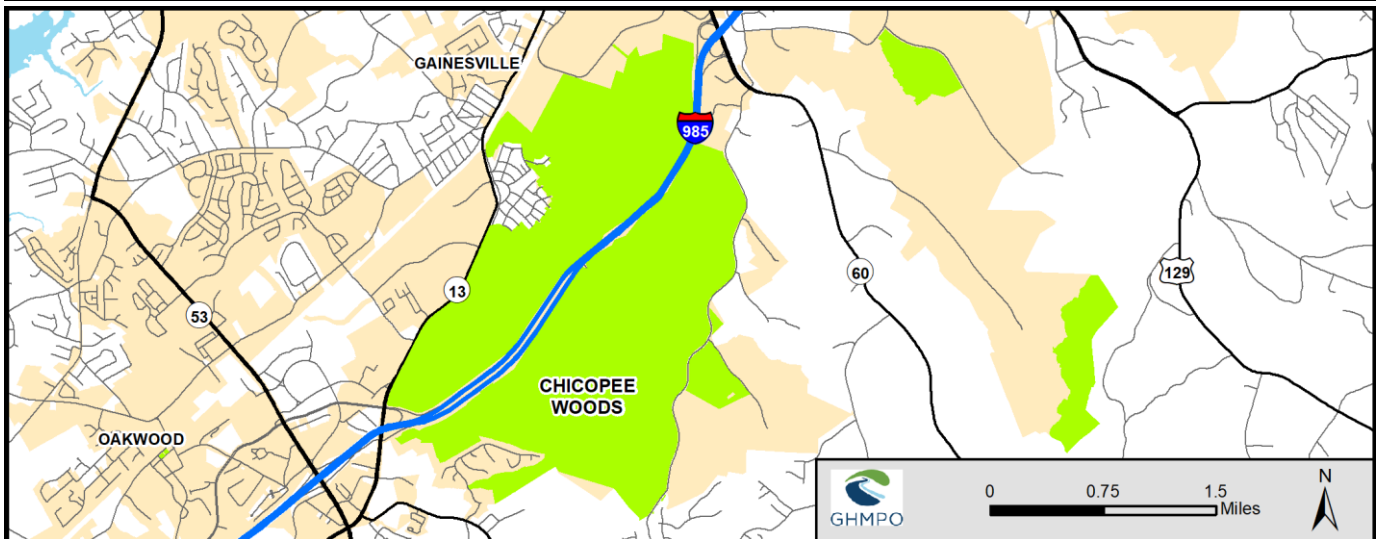 GAINESVILLE
985
13
60
129
53
CHICOPEE
WOODS
OAKWOOD
GHMPO
0 0.75 1.5
Miles
N